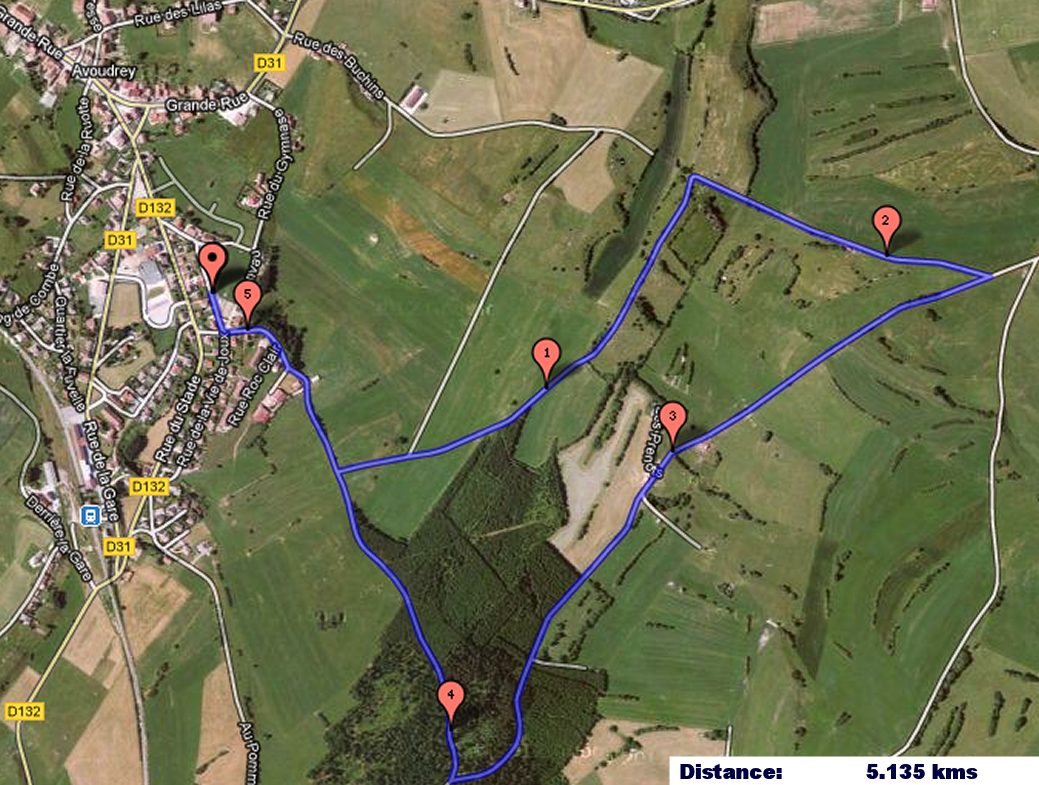 Rue des Lilas
Grande Rue
D31
Rue des Buchins
Avoudrey
Grande Rue
Rue de la Ruotte
Rue du Gymnase
D132
D31
2
5
1
3
4
Quartier la Fuvelle
Rue Roc Clair
Rue du Stade
Rue de la Vie de Joux
Rue de la Gare
D132
Derrière la Gare
D31
D132
Au Pomm
Distance: 5.135 kms